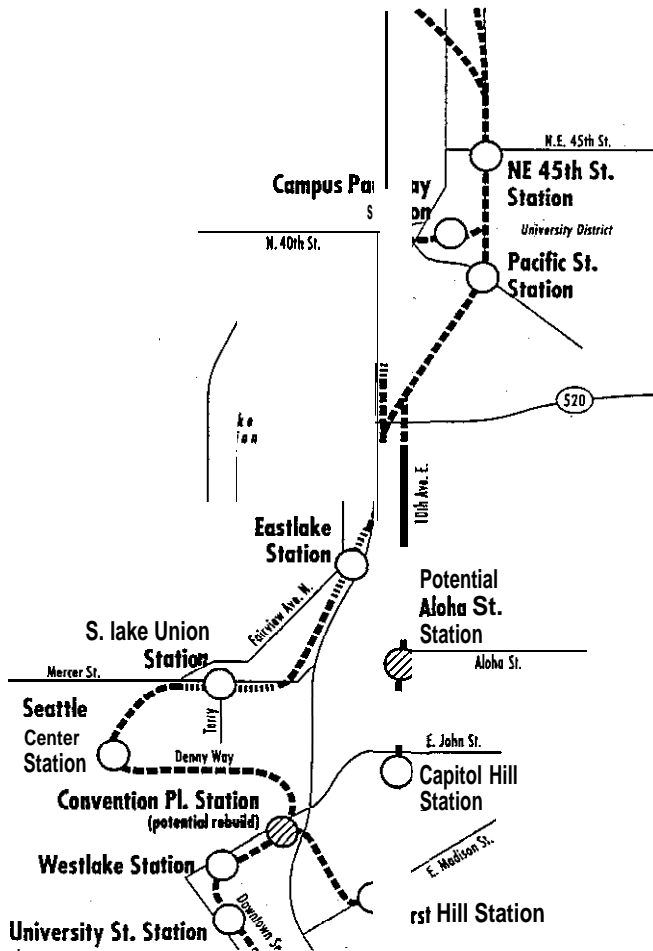 N.E. 45th St.
NE 45th St.
Station
Campus Pa ay
S on
University District
N. 40th St.
Pacific St.
Station
520
ke
ion
10th Ave. E.
Eastlake
Station
Fairview Ave. N.
Potential
Aloha St.
Station
S. lake Union
Station
Mercer St.
Aloha St.
Terry
Seattle
Center
Station
Denny Way
E. John St.
Capitol Hill
Station
Convention Pl. Station
(potential rebuild)
E. Madison St.
Westlake Station
Downtown Se
rst Hill Station
University St. Station